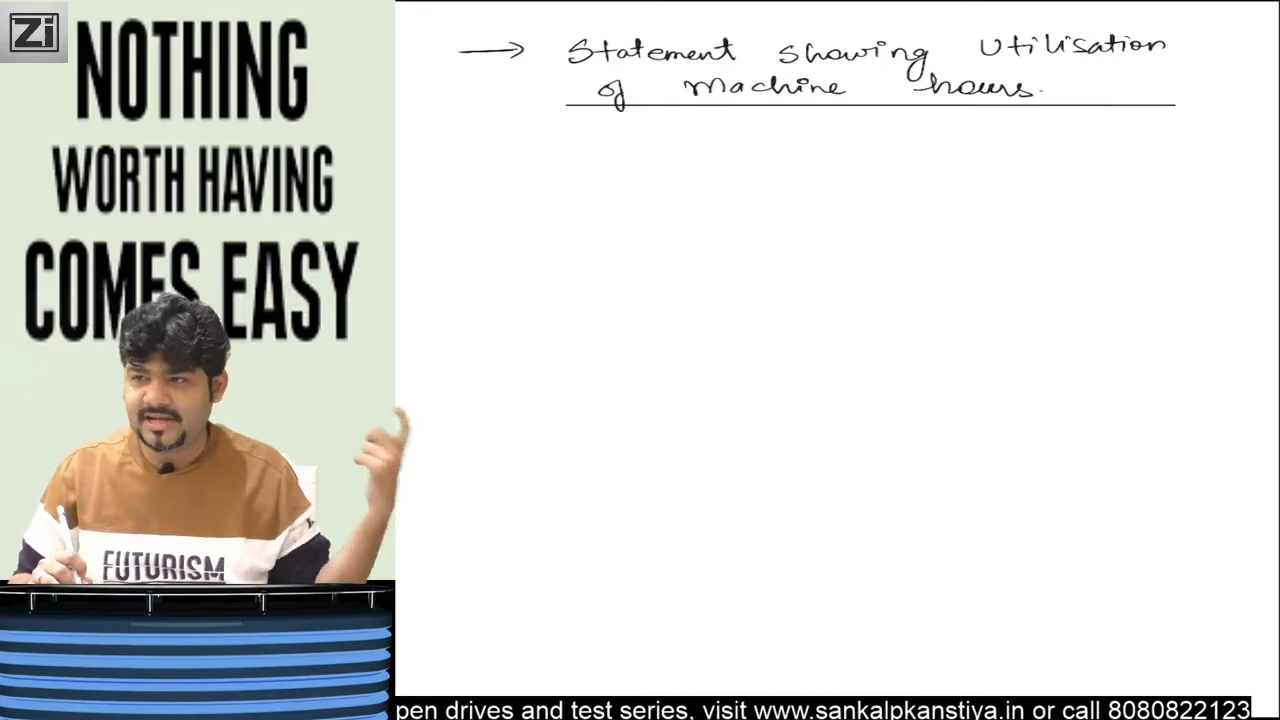 Zi
NOTHING
WORTH HAVING
COMES EASY
FUTURISM
→ Statement showing Utilisation
of Machine hours.
pen drives and test series, visit www.sankalpkanstiya.in or call 8080822123